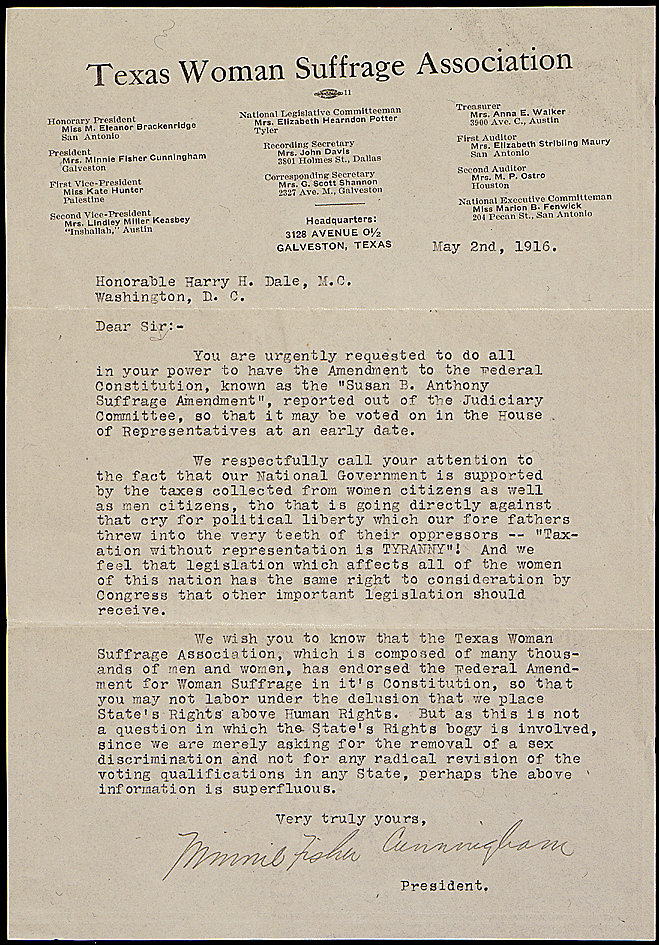 Texas Woman Suffrage Association
11
Honorary President
Miss M. Eleanor Brackenridge
San Antonio
President
Mrs. Minnie Fisher Cunningham
Galveston
First Vice-President
Miss Kate Hunter
Palestine
Second Vice-President
Mrs. Lindley Miller Keasbey
"Inshallah," Austin
National Legislative Committeeman
Mrs. Elizabeth Hearndon Potter
Tyler
Recording Secretary
Mrs. John Davis
3801 Holmes St., Dallas
Corresponding Secretary
Mrs. G. Scott Shannon
2327 Ave. M., Galveston
Headquarters:
3128 AVENUE O½
GALVESTON, TEXAS
Treasurer
Mrs. Anna E. Walker
3900 Ave. C., Austin
First Auditor
Mrs. Elizabeth Stribling Maury
San Antonio
Second Auditor
Mrs. M. P. Ostro
Houston
National Executive Committeman
Miss Marion B. Fenwick
204 Pecan St., San Antonio
May 2nd, 1916.
Honorable Harry H. Dale, M.C.
Washington, D. C.
Dear Sir:-
You are urgently requested to do all
in your power to have the Amendment to the Federal
Constitution, known as the "Susan B. Anthony
Suffrage Amendment", reported out of the Judiciary
Committee, so that it may be voted on in the House
of Representatives at an early date.
We respectfully call your attention to
the fact that our National Government is supported
by the taxes collected from women citizens as well
as men citizens, tho that is going directly against
that cry for political liberty which our fore fathers
threw into the very teeth of their oppressors -- "Tax-
ation without representation is TYRANNY"! And we
feel that legislation which affects all of the women
of this nation has the same right to consideration by
Congress that other important legislation should
receive.
We wish you to know that the Texas Woman
Suffrage Association, which is composed of many thous-
ands of men and women, has endorsed the Federal Amend-
ment for Woman Suffrage in it's Constitution, so that
you may not labor under the delusion that we place
State's Rights above Human Rights. But as this is not
a question in which the State's Rights bogy is involved,
since we are merely asking for the removal of a sex
discrimination and not for any radical revision of the
voting qualifications in any State, perhaps the above
information is superfluous.
Very truly yours,
Minnie Fisher Cunningham
President.